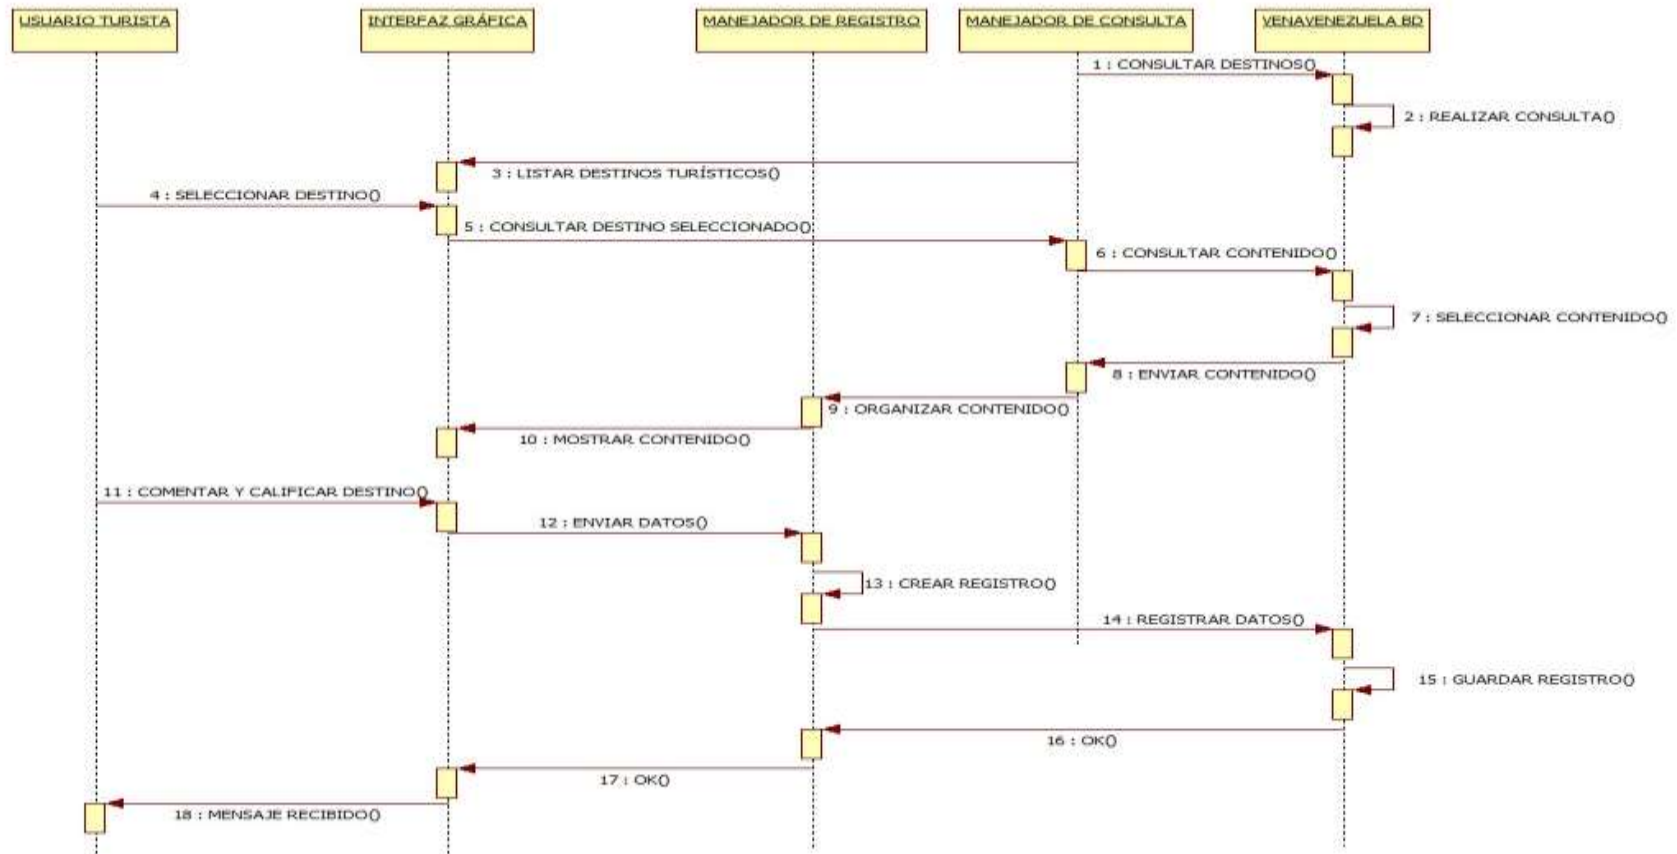 USUARIO TURISTA
INTERFAZ GRÁFICA
MANEJADOR DE REGISTRO
MANEJADOR DE CONSULTA
VENAVENEZUELA BD
1 : CONSULTAR DESTINOS()
2 : REALIZAR CONSULTA()
3 : LISTAR DESTINOS TURÍSTICOS()
4 : SELECCIONAR DESTINO()
5 : CONSULTAR DESTINO SELECCIONADO()
6 : CONSULTAR CONTENIDO()
7 : SELECCIONAR CONTENIDO()
8 : ENVIAR CONTENIDO()
9 : ORGANIZAR CONTENIDO()
10 : MOSTRAR CONTENIDO()
11 : COMENTAR Y CALIFICAR DESTINO()
12 : ENVIAR DATOS()
13 : CREAR REGISTRO()
14 : REGISTRAR DATOS()
15 : GUARDAR REGISTRO()
16 : OK()
17 : OK()
18 : MENSAJE RECIBIDO()